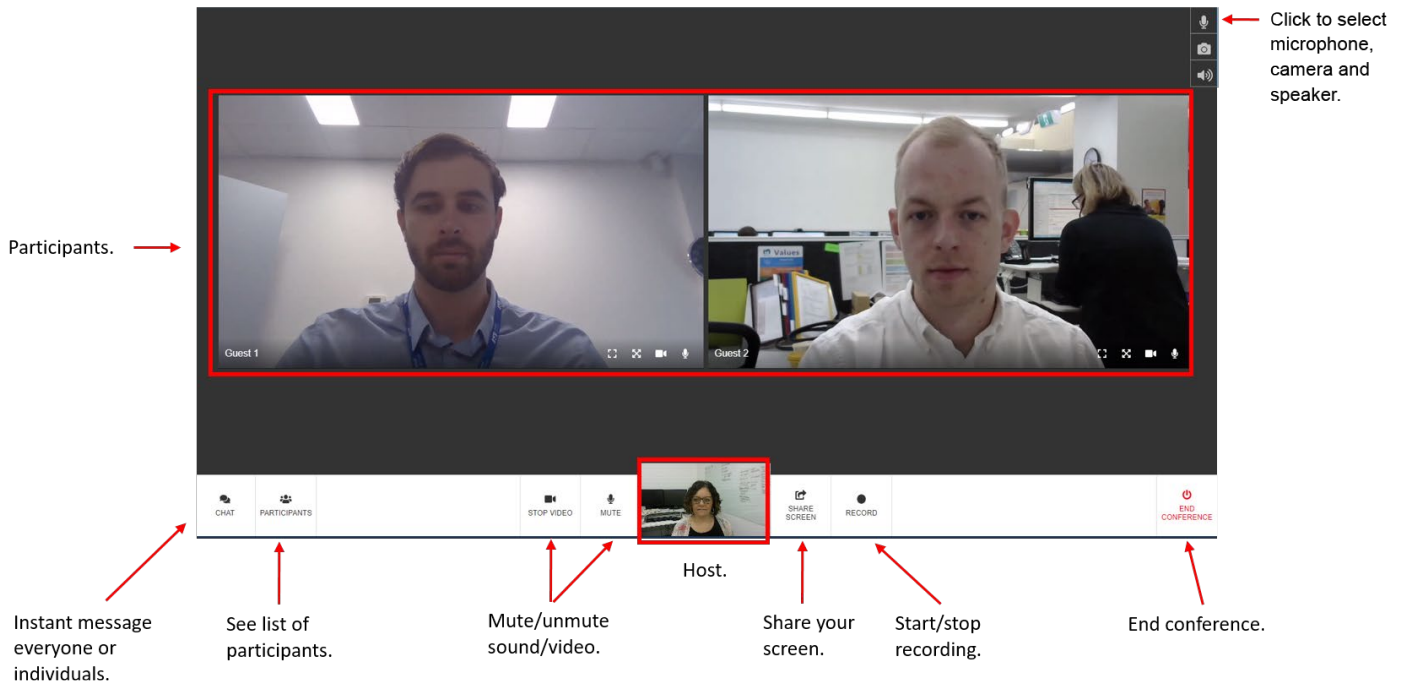 Click to select
microphone,
camera and
speaker.
Participants.
Values
Guest 1
Guest 2
CHAT
PARTICIPANTS
STOP VIDEO
MUTE
SHARE
SCREEN
RECORD
END
CONFERENCE
Host.
Instant message
everyone or
individuals.
See list of
participants.
Mute/unmute
sound/video.
Share your
screen.
Start/stop
recording.
End conference.